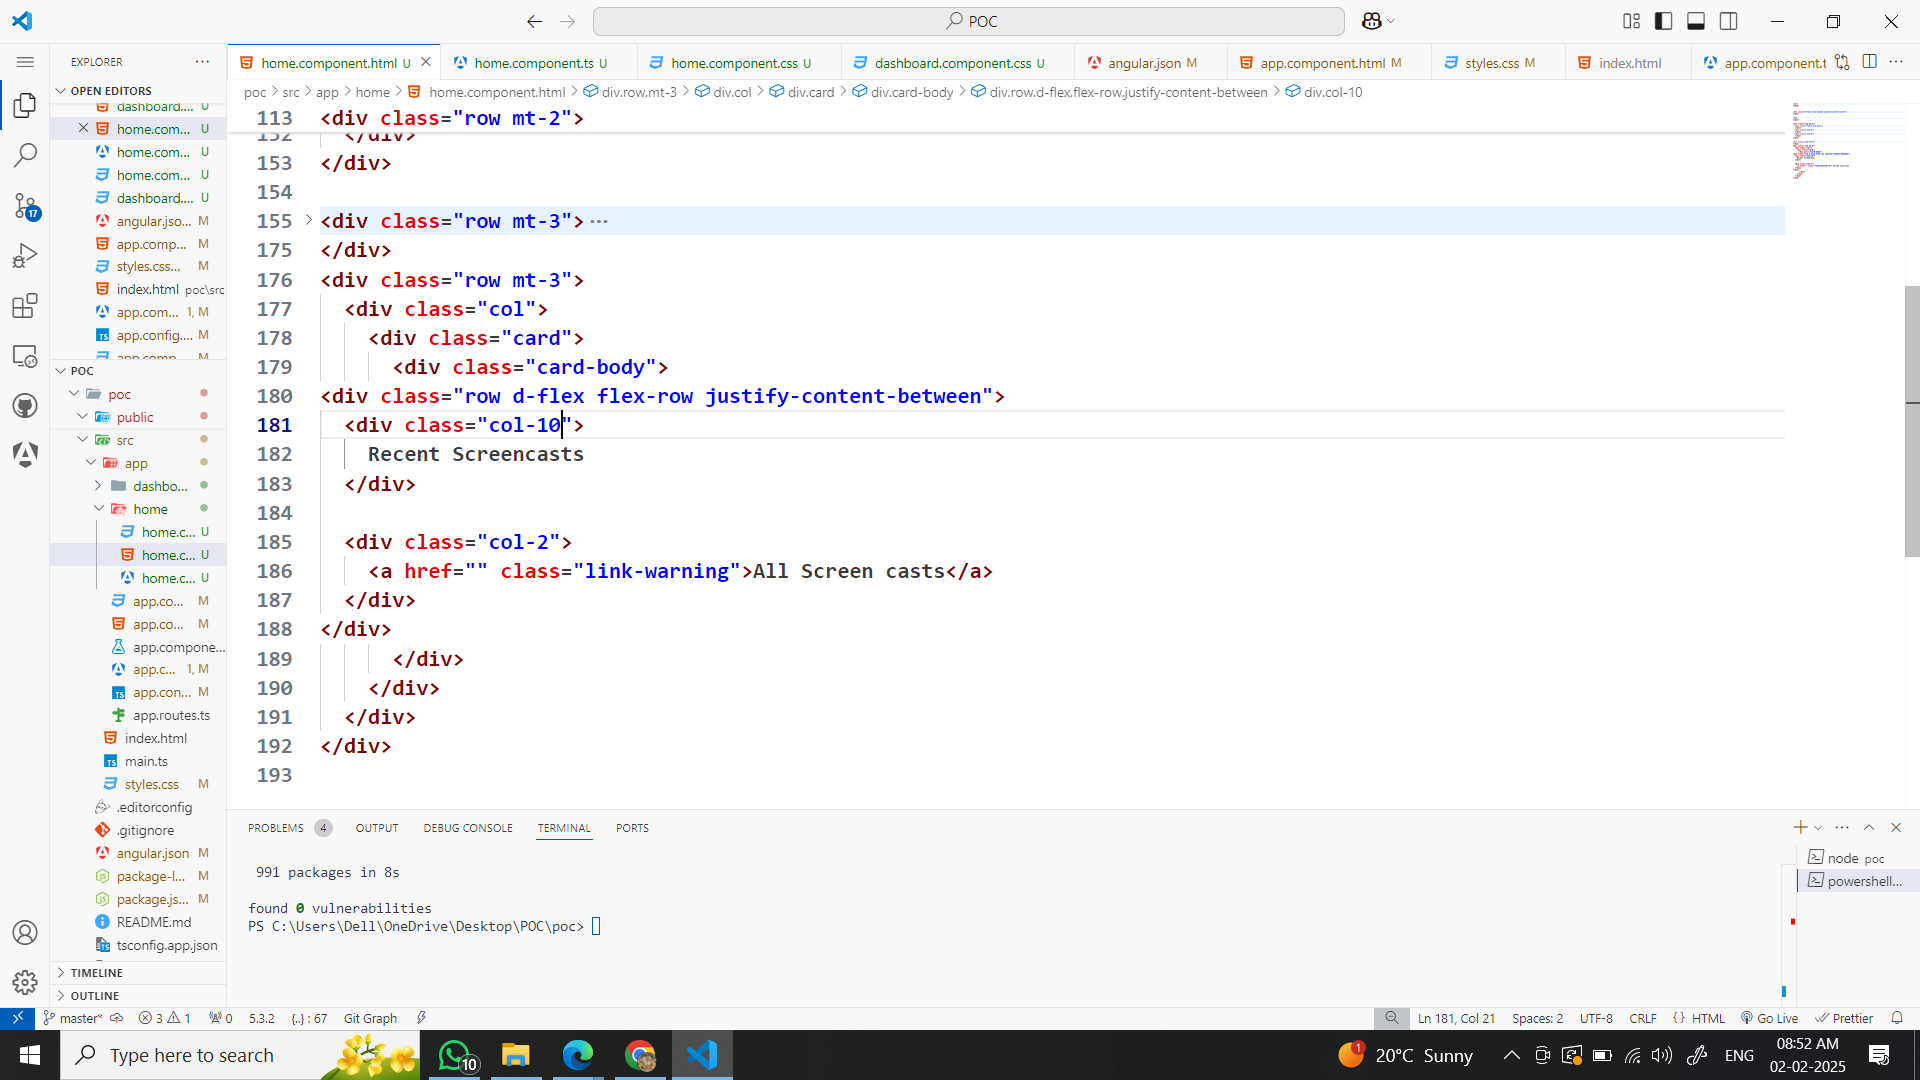 POC
EXPLORER
OPEN EDITORS
dashboard.... U
home.com... U
home.com... U
home.com... U
dashboard.... U
angular.jso... M
app.comp... M
styles.css... M
index.html poc\src
app.com... 1, M
app.config.... M
POC
poc
public
src
app
dashbo...
home
home.c... U
home.c... U
home.c... U
app.co... M
app.co... M
app.compone...
app.c... 1, M
app.con... M
app.routes.ts
index.html
main.ts
styles.css M
.editorconfig
.gitignore
angular.json M
package-l... M
package.js... M
README.md
tsconfig.app.json
TIMELINE
OUTLINE
home.component.html U
home.component.ts U
home.component.css U
dashboard.component.css U
angular.json M
app.component.html M
styles.css M
index.html
app.component.t
poc > src > app > home > home.component.html > div.row.mt-3 > div.col > div.card > div.card-body > div.row.d-flex.flex-row.justify-content-between > div.col-10
113 <div class="row mt-2">
152 </div>
153 </div>
154
155 <div class="row mt-3">···
175 </div>
176 <div class="row mt-3">
177 <div class="col">
178 <div class="card">
179 <div class="card-body">
180 <div class="row d-flex flex-row justify-content-between">
181 <div class="col-10">
182 Recent Screencasts
183 </div>
184
185 <div class="col-2">
186 <a href="" class="link-warning">All Screen casts</a>
187 </div>
188 </div>
189 </div>
190 </div>
191 </div>
192 </div>
193
PROBLEMS 4 OUTPUT DEBUG CONSOLE TERMINAL PORTS
991 packages in 8s
found 0 vulnerabilities
PS C:\Users\Dell\OneDrive\Desktop\POC\poc>
node poc
powershell...
17
master* 3 1 0 5.3.2 {..} : 67 Git Graph
Ln 181, Col 21 Spaces: 2 UTF-8 CRLF {} HTML Go Live Prettier
Type here to search
10
1
20°C Sunny
ENG
08:52 AM
02-02-2025